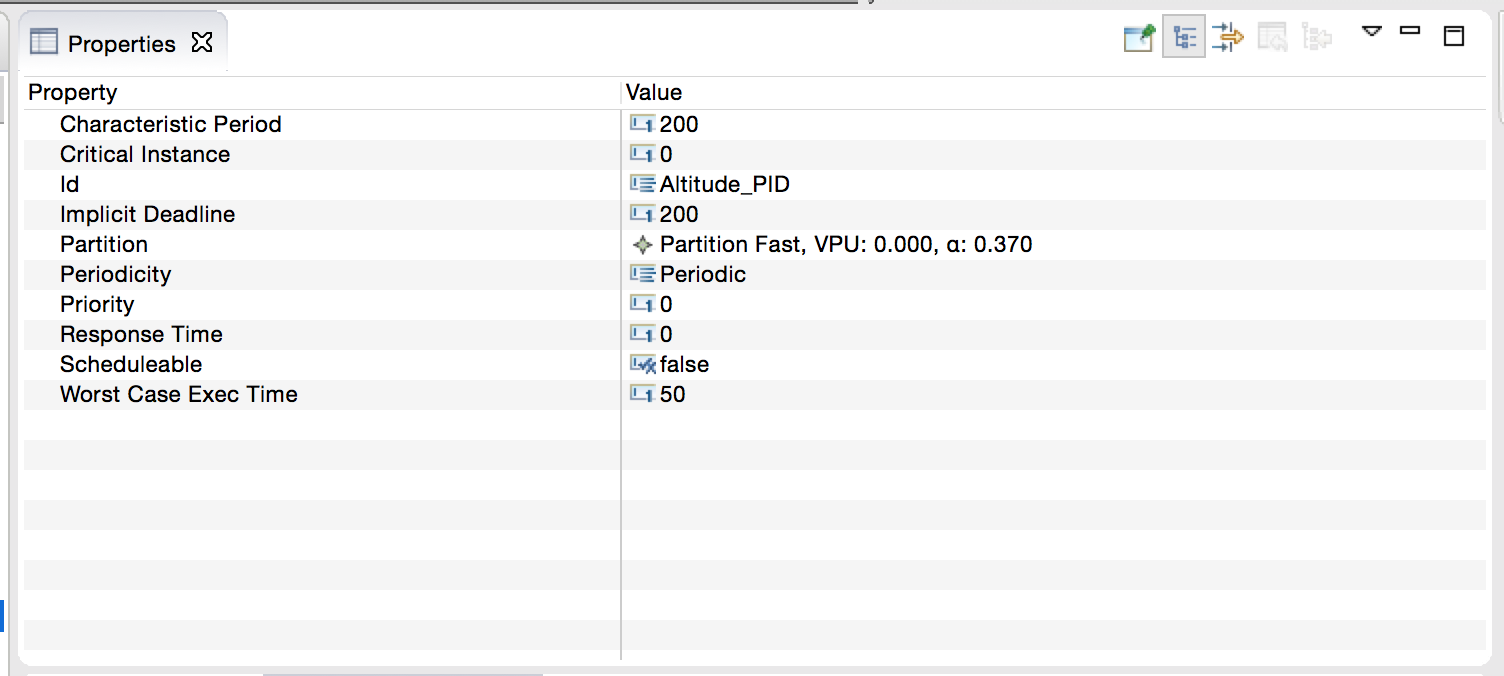 Properties
Property Value
Characteristic Period 200
Critical Instance 0
Id Altitude_PID
Implicit Deadline 200
Partition Partition Fast, VPU: 0.000, α: 0.370
Periodicity Periodic
Priority 0
Response Time 0
Scheduleable false
Worst Case Exec Time 50